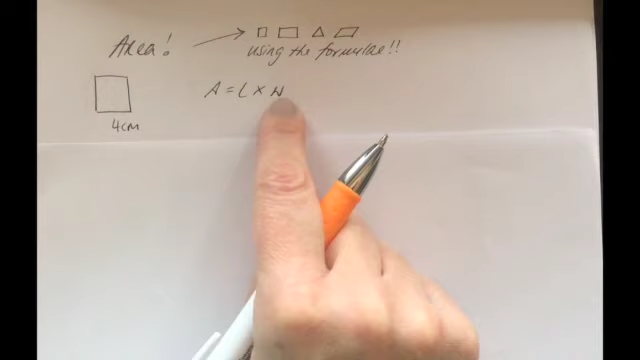 Area!
using the formulae!!
A = L x W
4cm